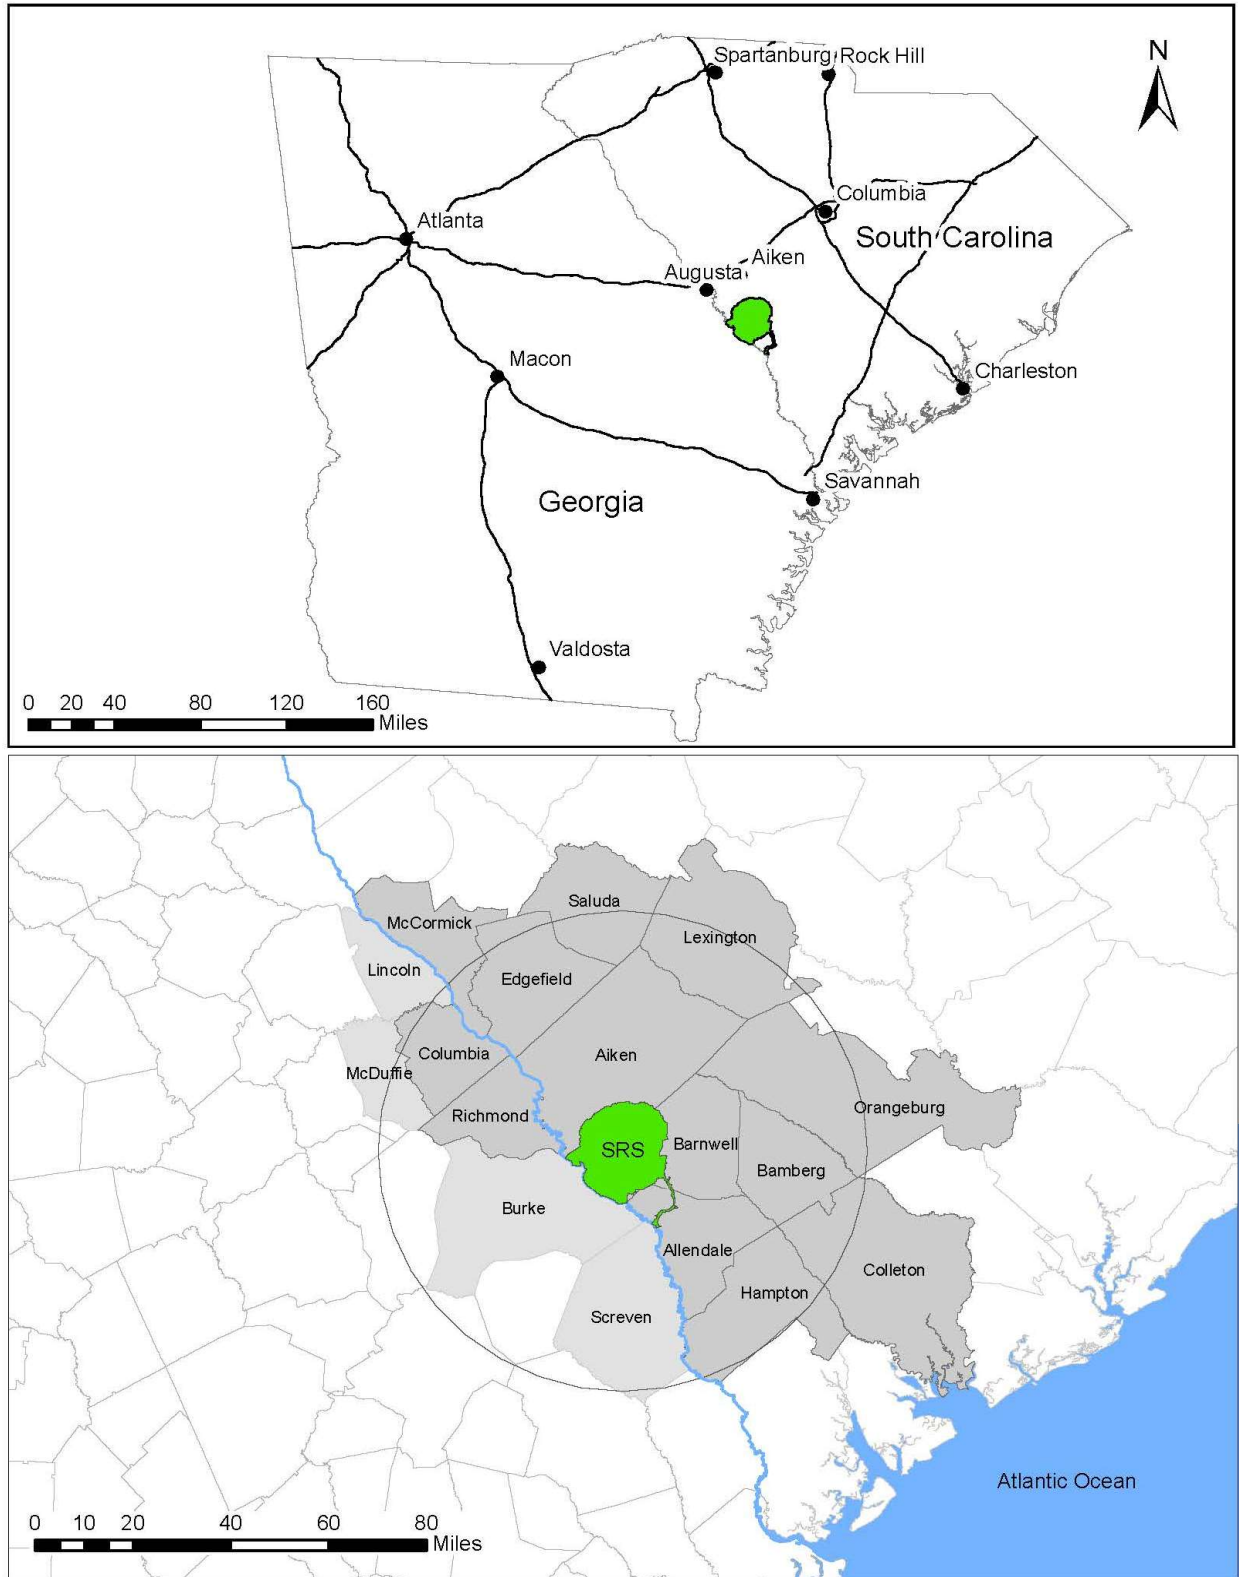 N
Spartanburg Rock Hill
Columbia
Atlanta
South Carolina
Aiken
Augusta
Macon
Charleston
Savannah
Georgia
Valdosta
0 20 40 80 120 160
Miles
Saluda
McCormick
Lexington
Lincoln
Edgefield
Columbia
Aiken
McDuffie
Orangeburg
Richmond
SRS
Barnwell
Bamberg
Burke
Allendale
Colleton
Hampton
Screven
Atlantic Ocean
0 10 20 40 60 80
Miles